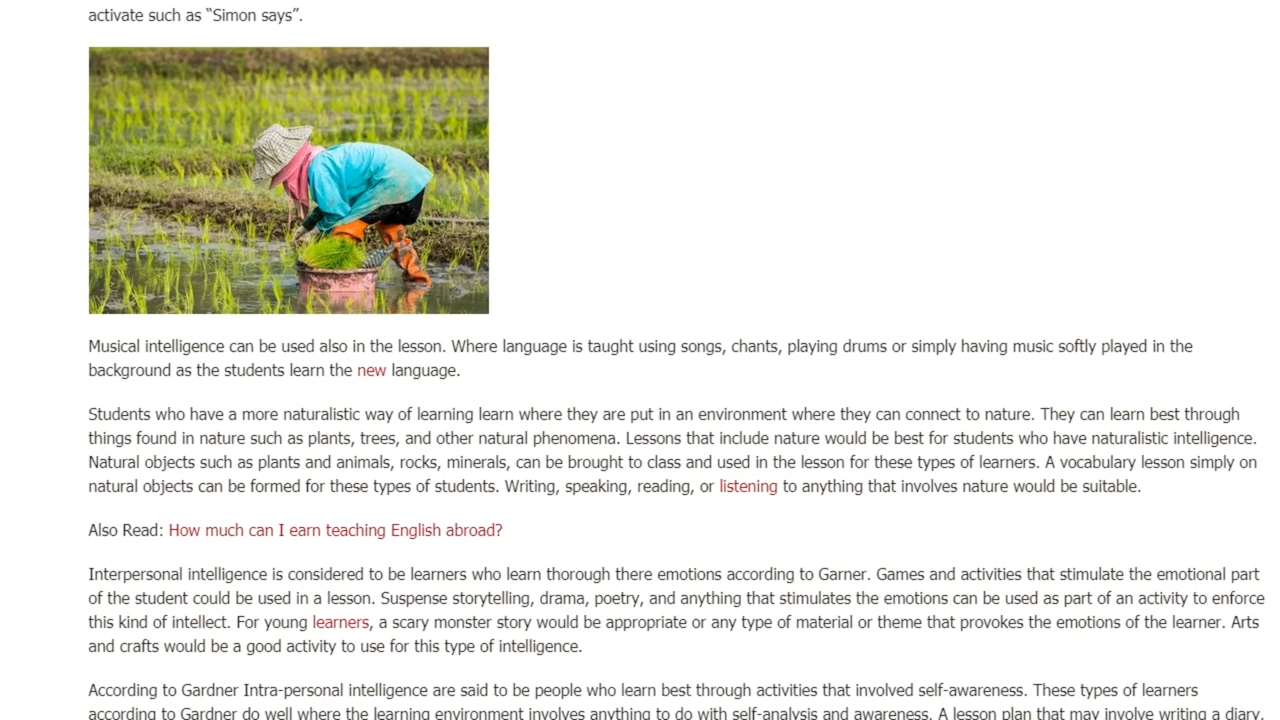 activate such as “Simon says”.
Musical intelligence can be used also in the lesson. Where language is taught using songs, chants, playing drums or simply having music softly played in the
background as the students learn the new language.
Students who have a more naturalistic way of learning learn where they are put in an environment where they can connect to nature. They can learn best through
things found in nature such as plants, trees, and other natural phenomena. Lessons that include nature would be best for students who have naturalistic intelligence.
Natural objects such as plants and animals, rocks, minerals, can be brought to class and used in the lesson for these types of learners. A vocabulary lesson simply on
natural objects can be formed for these types of students. Writing, speaking, reading, or listening to anything that involves nature would be suitable.
Also Read: How much can I earn teaching English abroad?
Interpersonal intelligence is considered to be learners who learn thorough there emotions according to Garner. Games and activities that stimulate the emotional part
of the student could be used in a lesson. Suspense storytelling, drama, poetry, and anything that stimulates the emotions can be used as part of an activity to enforce
this kind of intellect. For young learners, a scary monster story would be appropriate or any type of material or theme that provokes the emotions of the learner. Arts
and crafts would be a good activity to use for this type of intelligence.
According to Gardner Intra-personal intelligence are said to be people who learn best through activities that involved self-awareness. These types of learners
according to Gardner do well where the learning environment involves anything to do with self-analysis and awareness. A lesson plan that may involve writing a diary,